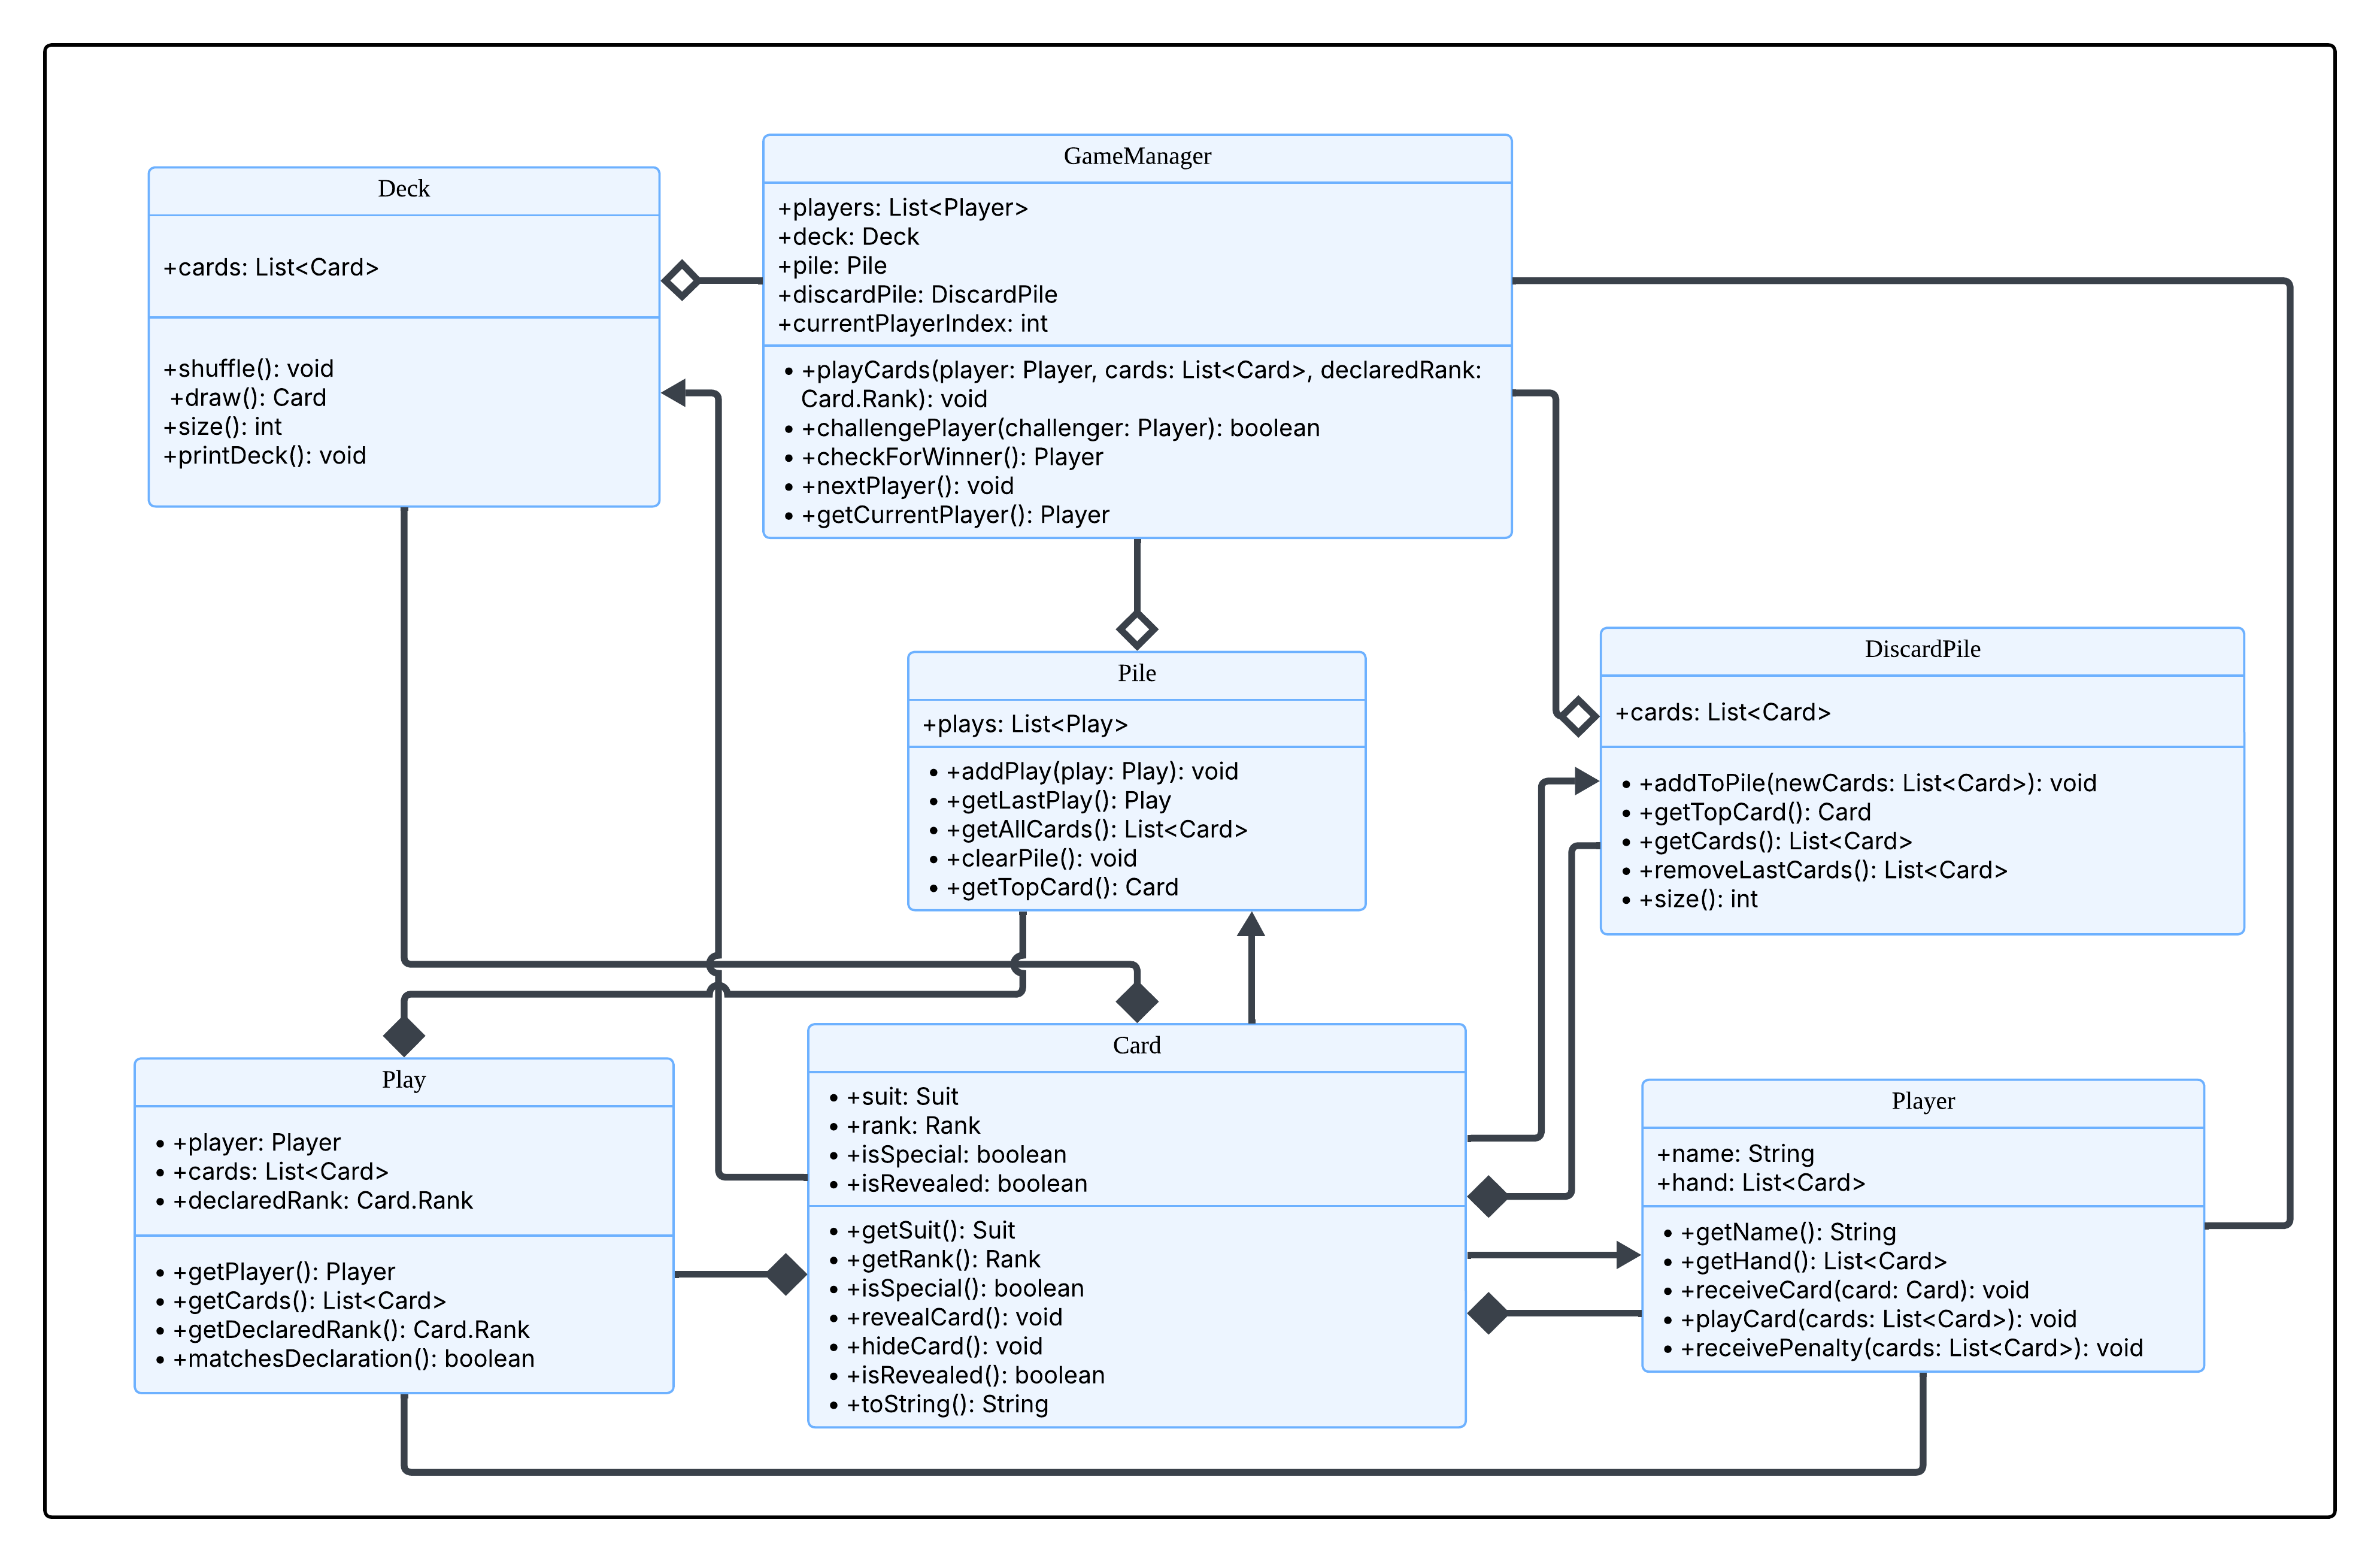 Deck
+cards: List<Card>
+shuffle(): void
+draw(): Card
+size(): int
+printDeck(): void
GameManager
+players: List<Player>
+deck: Deck
+pile: Pile
+discardPile: DiscardPile
+currentPlayerIndex: int
• +playCards(player: Player, cards: List<Card>, declaredRank:
Card.Rank): void
• +challengePlayer(challenger: Player): boolean
• +checkForWinner(): Player
• +nextPlayer(): void
• +getCurrentPlayer(): Player
Pile
+plays: List<Play>
• +addPlay(play: Play): void
• +getLastPlay(): Play
• +getAllCards(): List<Card>
• +clearPile(): void
• +getTopCard(): Card
DiscardPile
+cards: List<Card>
• +addToPile(newCards: List<Card>): void
• +getTopCard(): Card
• +getCards(): List<Card>
• +removeLastCards(): List<Card>
• +size(): int
Play
• +player: Player
• +cards: List<Card>
• +declaredRank: Card.Rank
• +getPlayer(): Player
• +getCards(): List<Card>
• +getDeclaredRank(): Card.Rank
• +matchesDeclaration(): boolean
Card
• +suit: Suit
• +rank: Rank
• +isSpecial: boolean
• +isRevealed: boolean
• +getSuit(): Suit
• +getRank(): Rank
• +isSpecial(): boolean
• +revealCard(): void
• +hideCard(): void
• +isRevealed(): boolean
• +toString(): String
Player
+name: String
+hand: List<Card>
• +getName(): String
• +getHand(): List<Card>
• +receiveCard(card: Card): void
• +playCard(cards: List<Card>): void
• +receivePenalty(cards: List<Card>): void